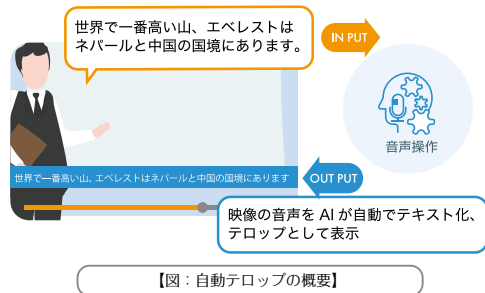 世界で一番高い山、エベレストは
ネパールと中国の国境にあります。
IN PUT
音声操作
世界で一番高い山、エベレストはネパールと中国の国境にあります
OUT PUT
映像の音声をAIが自動でテキスト化、
テロップとして表示
【図：自動テロップの概要】